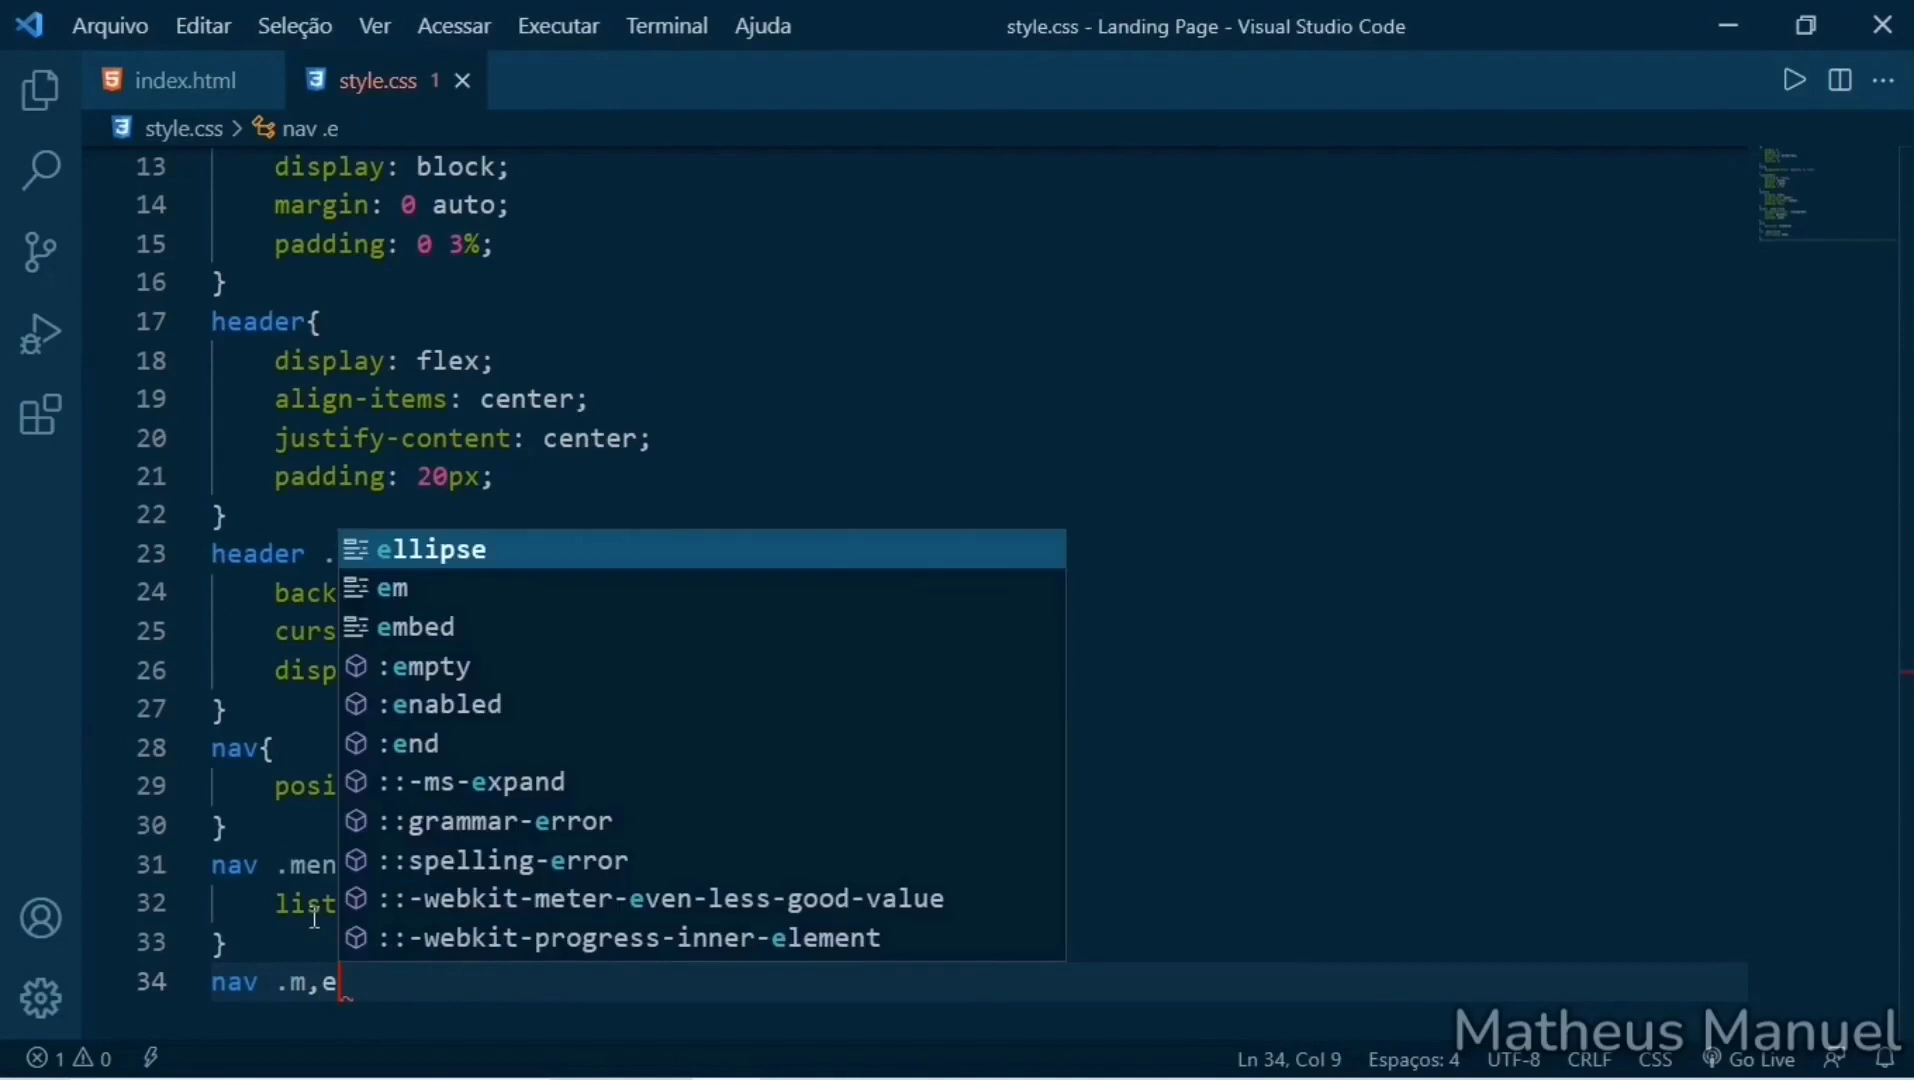 Arquivo Editar Seleção Ver Acessar Executar Terminal Ajuda style.css - Landing Page - Visual Studio Code
index.html style.css 1
style.css > nav .e
13 display: block;
14 margin: 0 auto;
15 padding: 0 3%;
16 }
17 header{
18 display: flex;
19 align-items: center;
20 justify-content: center;
21 padding: 20px;
22 }
23 header .
24 back
25 curs
26 disp
27 }
28 nav{
29 posi
30 }
31 nav .men
32 list
33 }
34 nav .m,e
ellipse
em
embed
:empty
:enabled
:end
::-ms-expand
::grammar-error
::spelling-error
::-webkit-meter-even-less-good-value
::-webkit-progress-inner-element
Matheus Manuel
1 0 Ln 34, Col 9 Espaços: 4 UTF-8 CRLF CSS Go Live